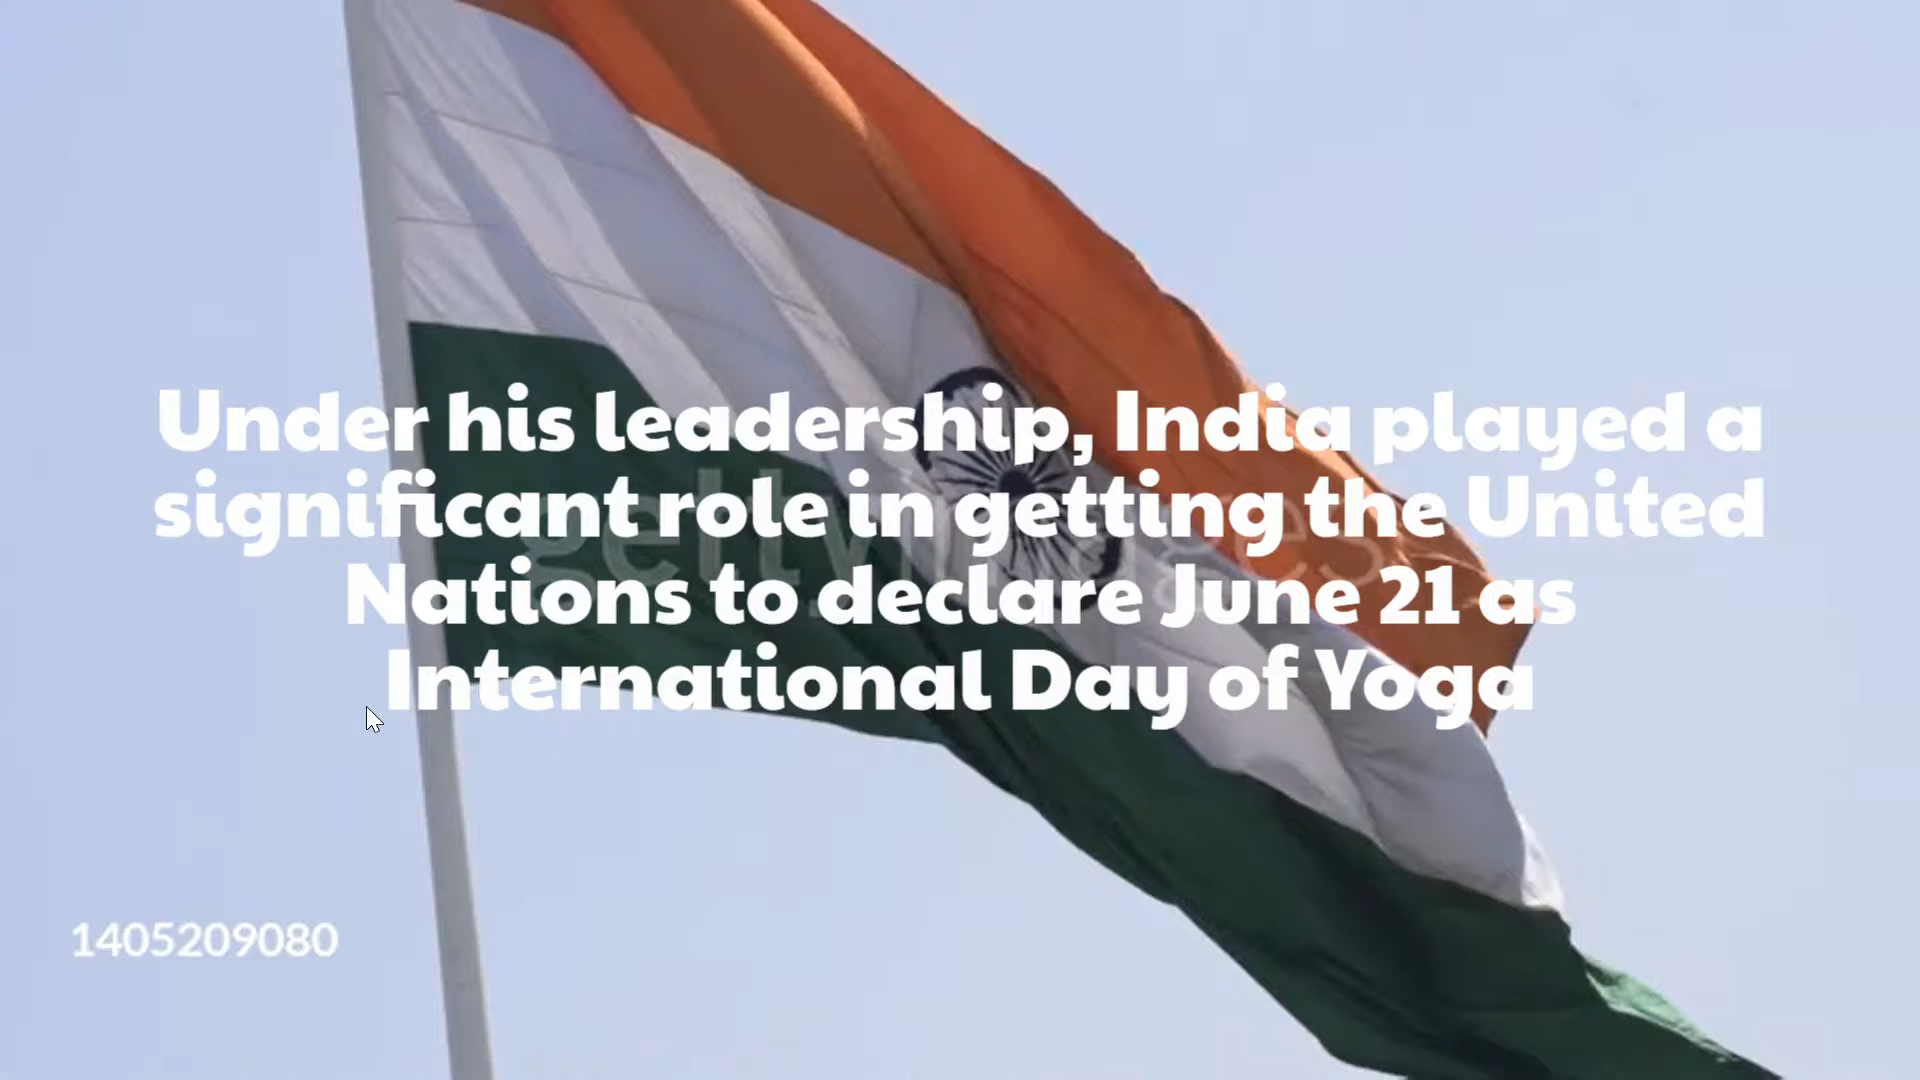 Under his leadership, India played a
significant role in getting the United
Nations to declare June 21 as
International Day of Yoga
1405209080